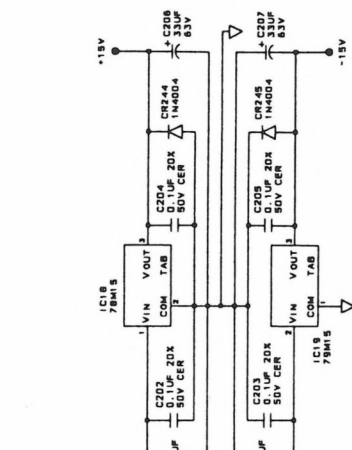 +15V
+ C206
33UF
63V
+ C207
33UF
63V
-15V
CR244
1N4004
CR245
1N4004
C204
0.1UF 20%
50V CER
C205
0.1UF 20%
50V CER
IC18
78M15
1
VIN
VOUT
3
COM
TAB
2
2
VIN
VOUT
3
COM
TAB
1
IC19
79M15
C202
0.1UF 20%
50V CER
C203
0.1UF 20%
50V CER
UF
UF